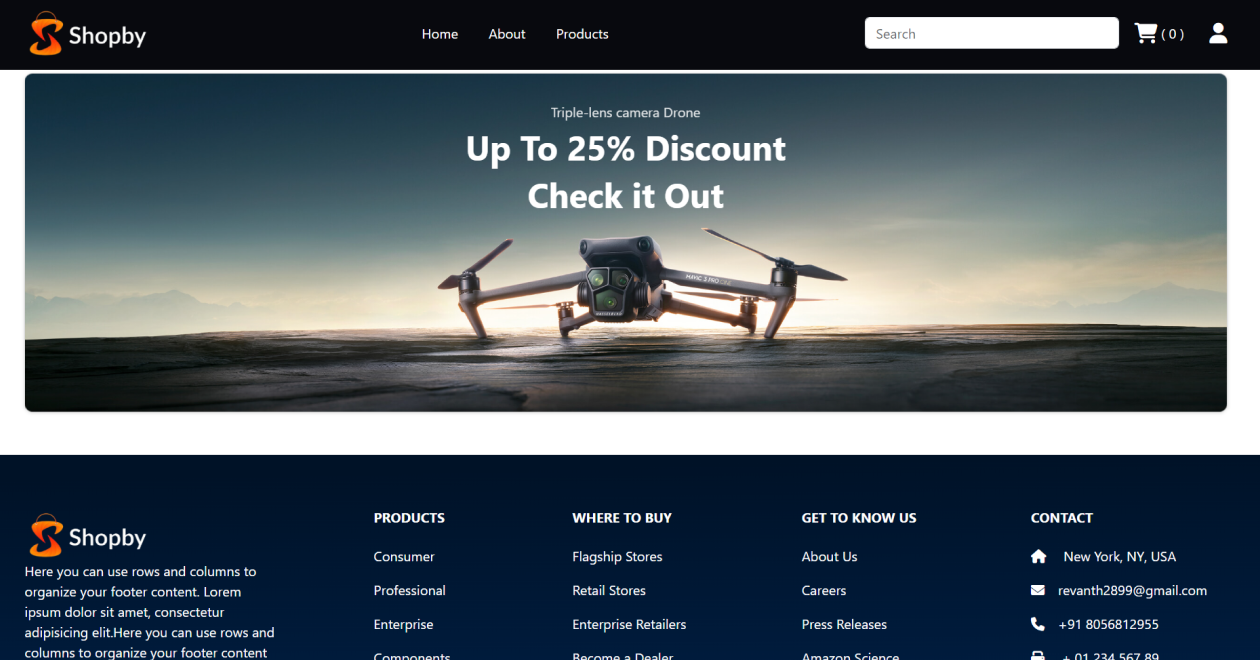 Shopby
Home About Products Search ( 0 )
Triple-lens camera Drone
Up To 25% Discount
Check it Out
MAVIC 3 PRO
HASSELBLAD
Shopby
Here you can use rows and columns to
organize your footer content. Lorem
ipsum dolor sit amet, consectetur
adipisicing elit.Here you can use rows and
columns to organize your footer content
PRODUCTS
Consumer
Professional
Enterprise
Components
WHERE TO BUY
Flagship Stores
Retail Stores
Enterprise Retailers
Become a Dealer
GET TO KNOW US
About Us
Careers
Press Releases
Amazon Science
CONTACT
New York, NY, USA
revanth2899@gmail.com
+91 8056812955
+ 01 234 567 89